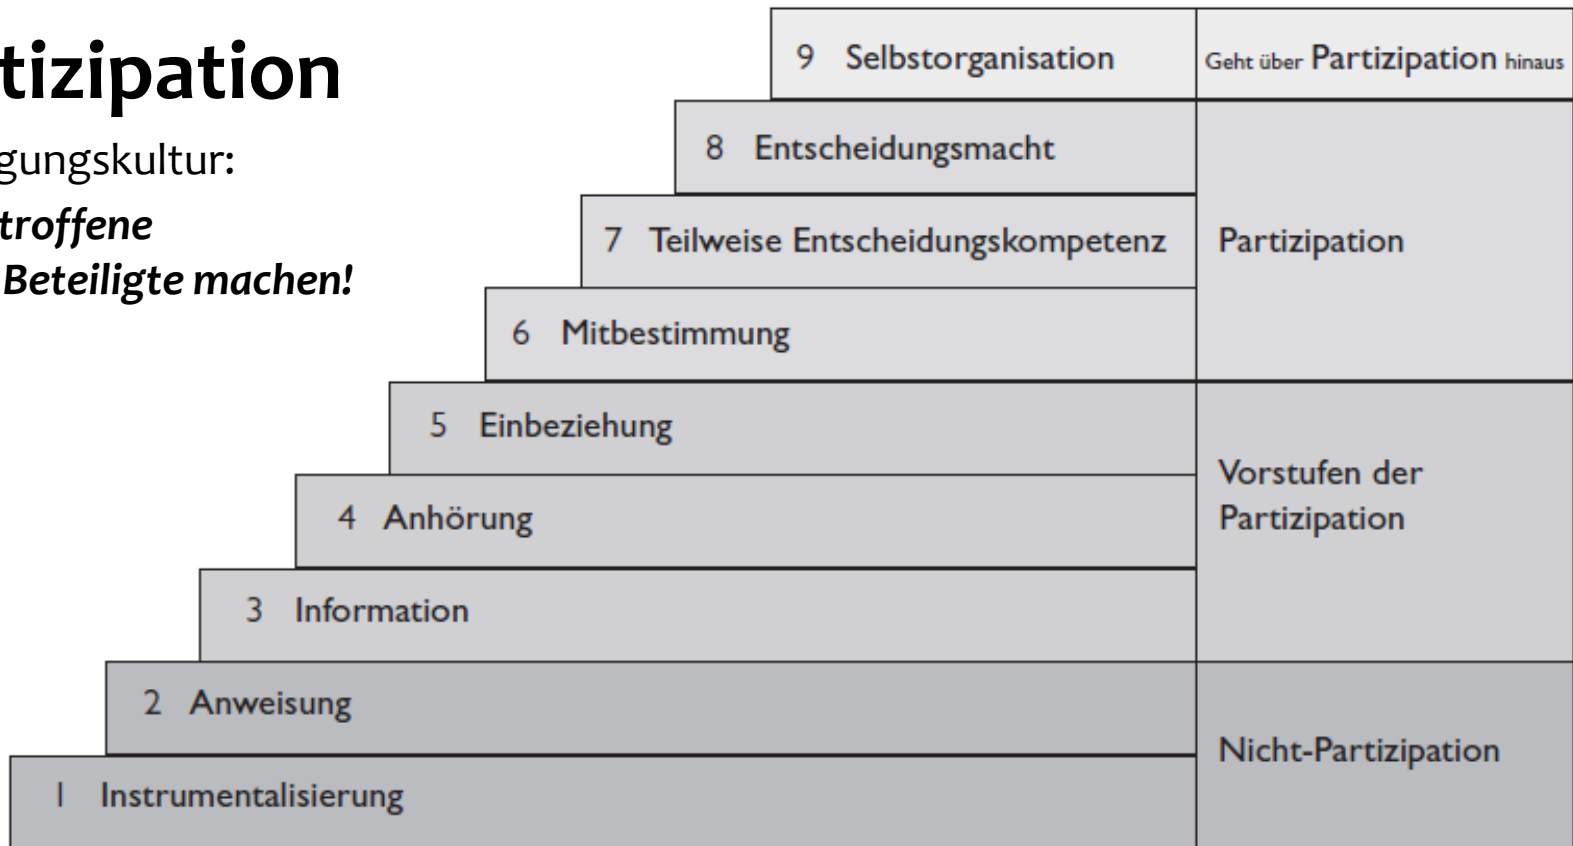 tizipation
gungskultur:
troffene
Beteiligte machen!
9 Selbstorganisation Geht über Partizipation hinaus
8 Entscheidungsmacht
7 Teilweise Entscheidungskompetenz Partizipation
6 Mitbestimmung
5 Einbeziehung
Vorstufen der
4 Anhörung Partizipation
3 Information
2 Anweisung
Nicht-Partizipation
1 Instrumentalisierung